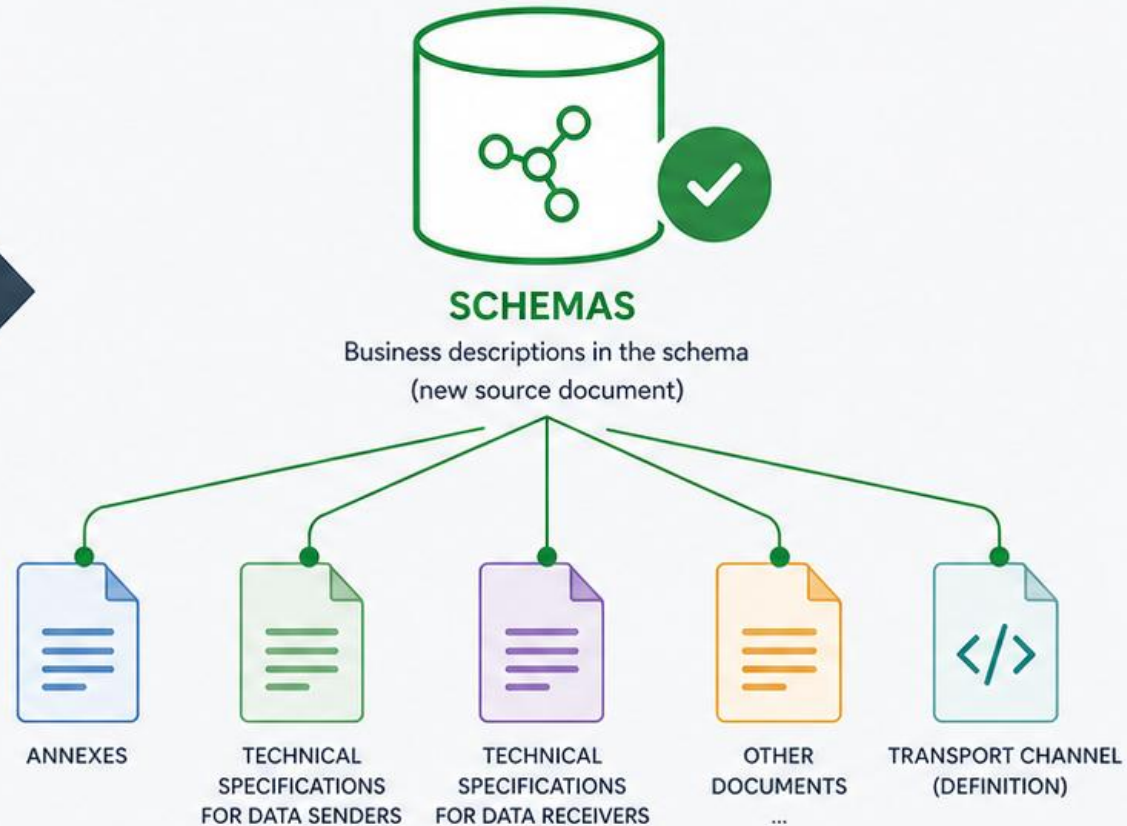 SCHEMAS
Business descriptions in the schema
(new source document)
</>
ANNEXES
TECHNICAL
SPECIFICATIONS
FOR DATA SENDERS
TECHNICAL
SPECIFICATIONS
FOR DATA RECEIVERS
OTHER
DOCUMENTS
...
TRANSPORT CHANNEL
(DEFINITION)